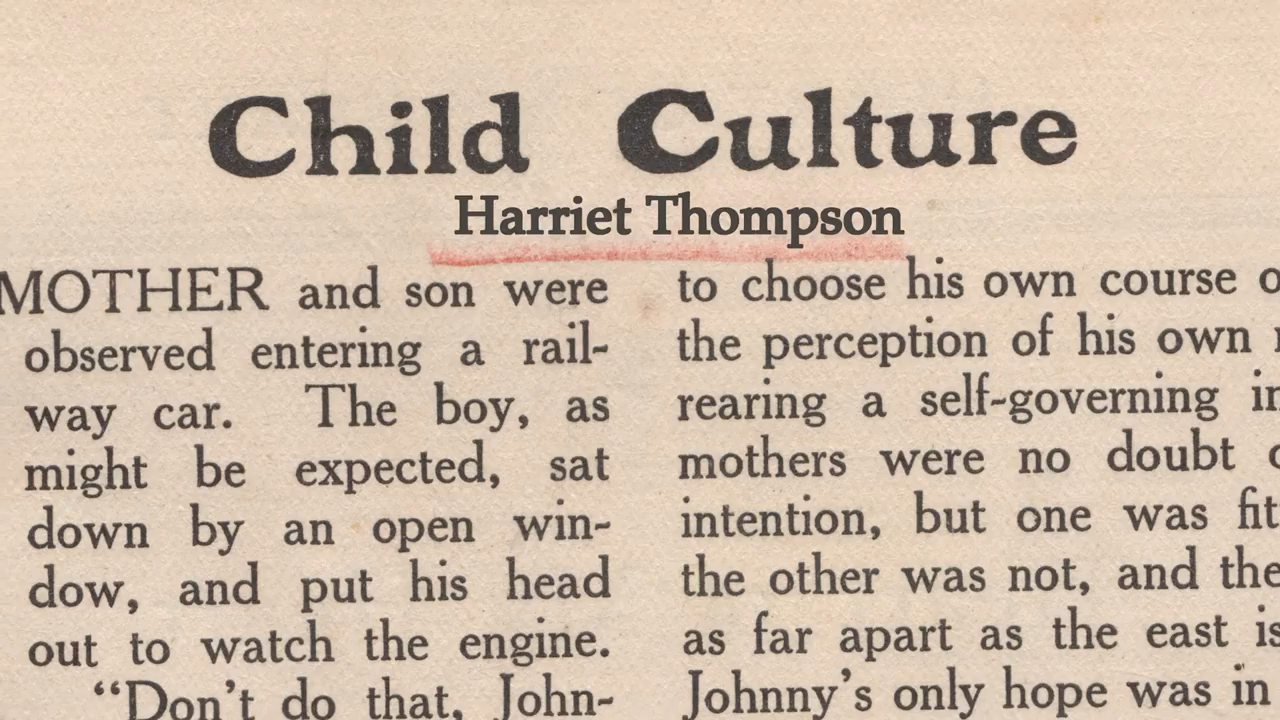 Child Culture
Harriet Thompson
MOTHER and son were
observed entering a rail-
way car. The boy, as
might be expected, sat
down by an open win-
dow, and put his head
out to watch the engine.
“Don’t do that, John-
to choose his own course
the perception of his own
rearing a self-governing
mothers were no doubt
intention, but one was
the other was not, and the
as far apart as the east
Johnny’s only hope was in